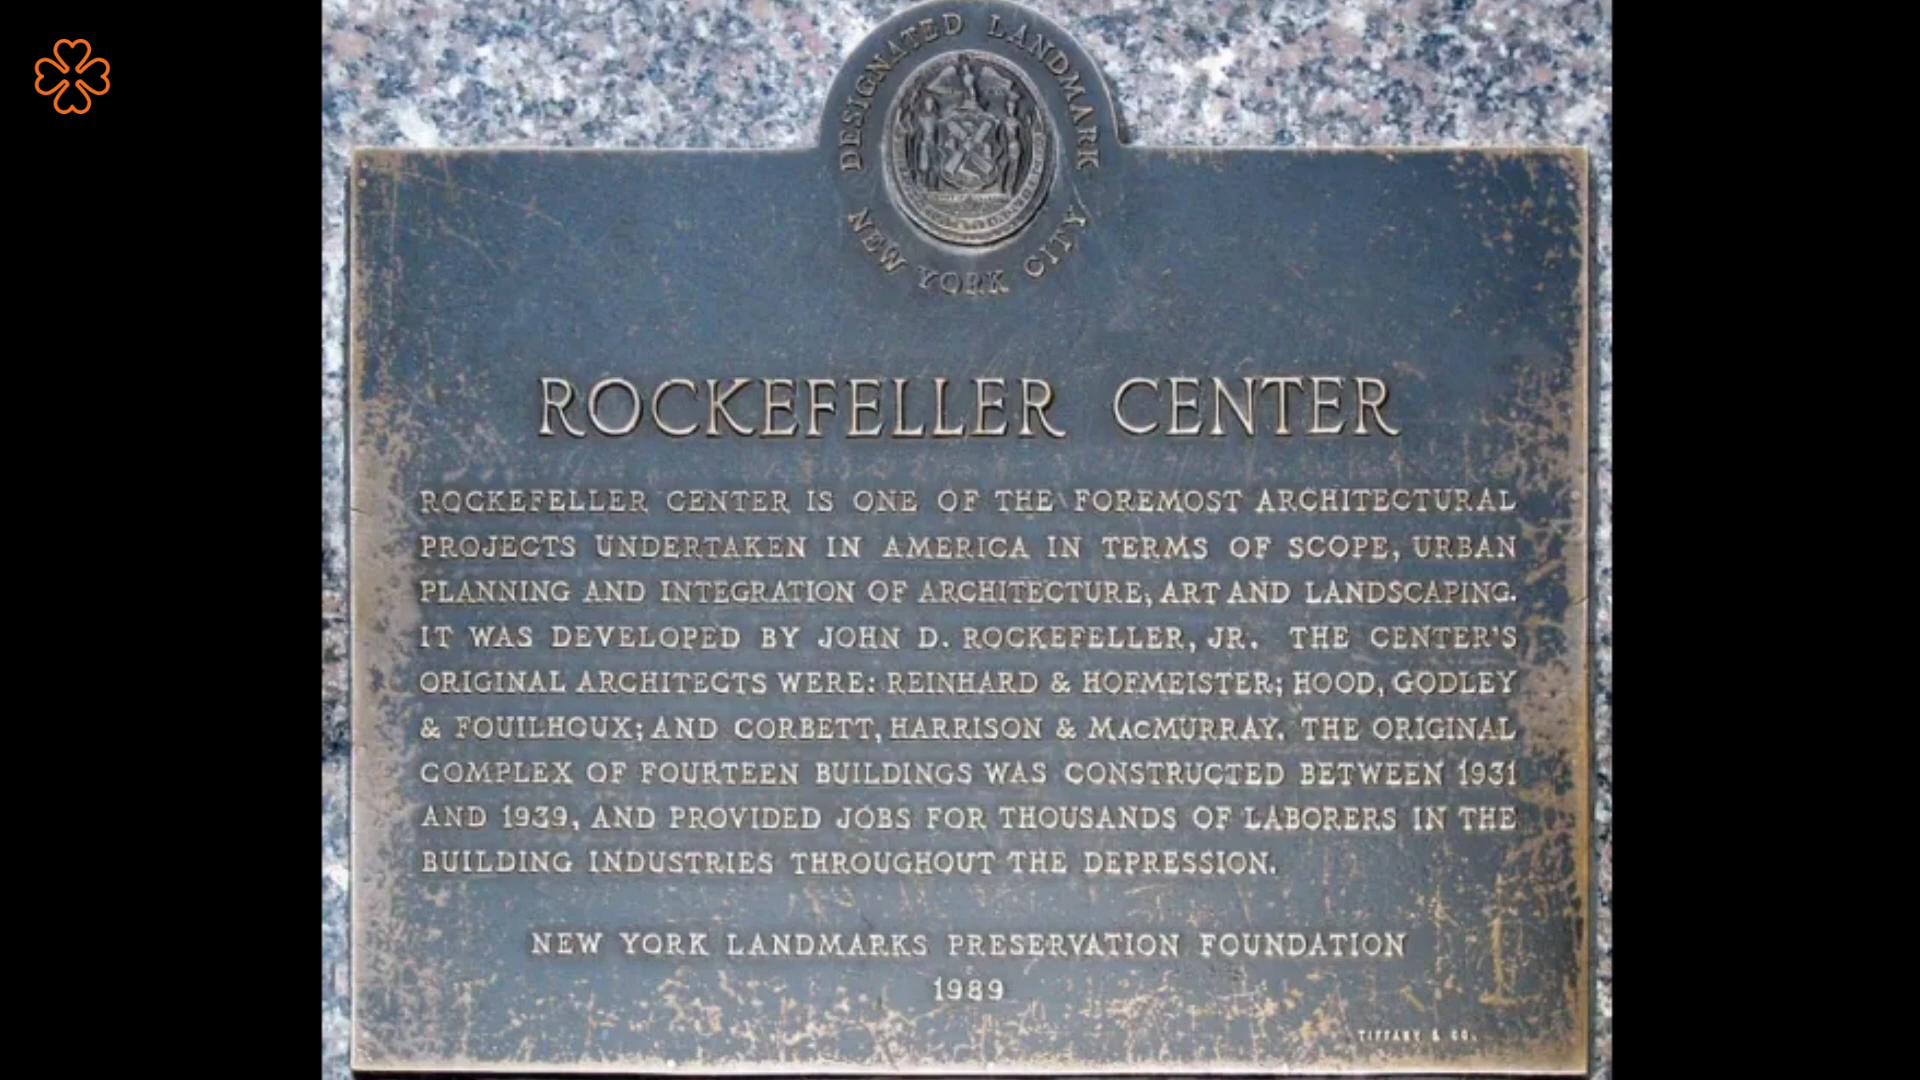 DESIGNATED LANDMARK
NEW YORK CITY
ROCKEFELLER CENTER
ROCKEFELLER CENTER IS ONE OF THE FOREMOST ARCHITECTURAL
PROJECTS UNDERTAKEN IN AMERICA IN TERMS OF SCOPE, URBAN
PLANNING AND INTEGRATION OF ARCHITECTURE, ART AND LANDSCAPING.
IT WAS DEVELOPED BY JOHN D. ROCKEFELLER, JR. THE CENTER'S
ORIGINAL ARCHITECTS WERE: REINHARD & HOFMEISTER; HOOD, GODLEY
& FOUILHOUX; AND CORBETT, HARRISON & MACMURRAY. THE ORIGINAL
COMPLEX OF FOURTEEN BUILDINGS WAS CONSTRUCTED BETWEEN 1931
AND 1939, AND PROVIDED JOBS FOR THOUSANDS OF LABORERS IN THE
BUILDING INDUSTRIES THROUGHOUT THE DEPRESSION.
NEW YORK LANDMARKS PRESERVATION FOUNDATION
1989
TIFFANY & CO.